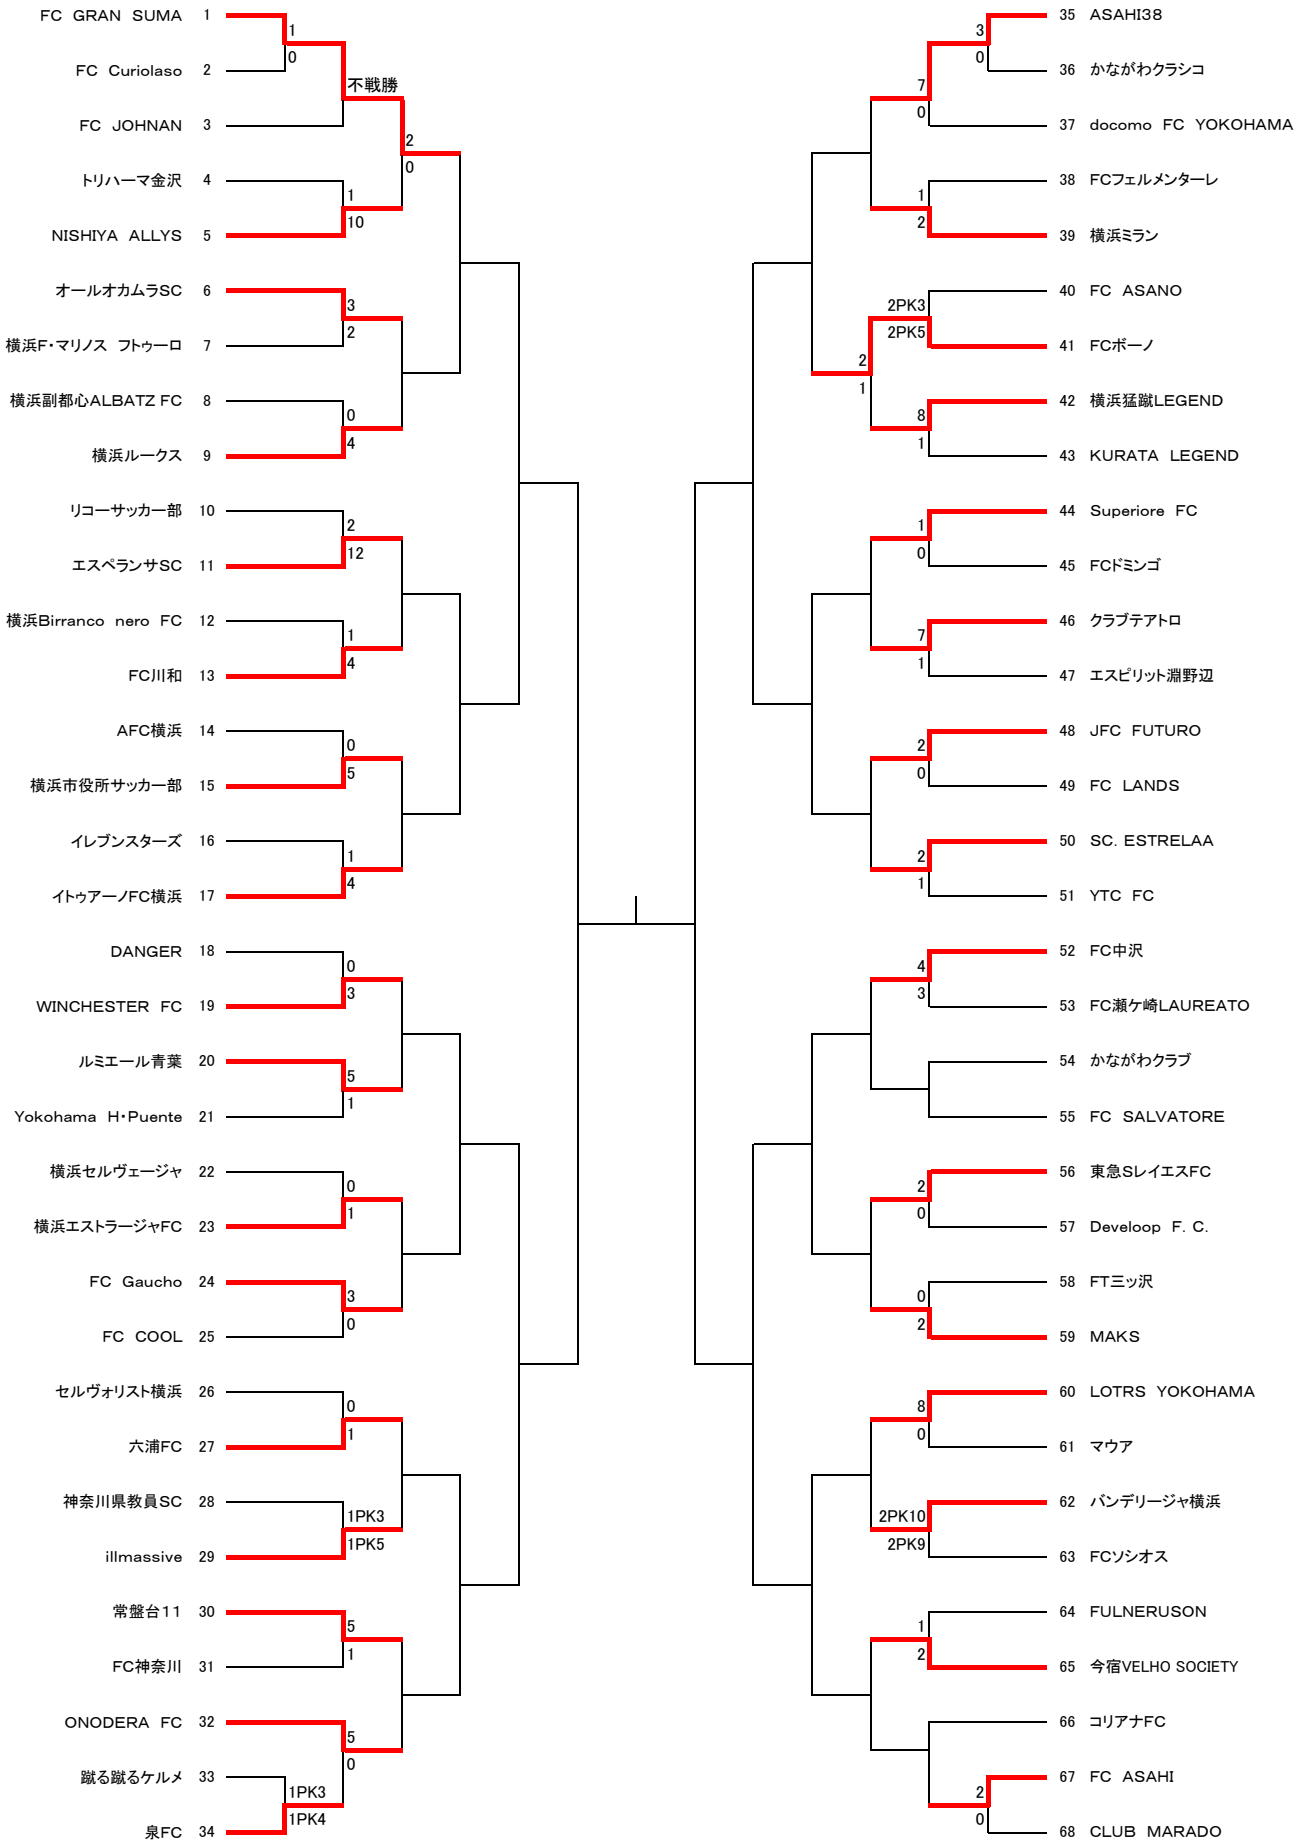 FC GRAN SUMA 1
1
FC Curiolaso 2
0
不戦勝
FC JOHNAN 3
2
0
トリハーマ金沢 4
1
10
NISHIYA ALLYS 5
オールオカムラSC 6
3
2
横浜F・マリノス フトゥーロ 7
横浜副都心ALBATZ FC 8
0
4
横浜ルークス 9
リコーサッカー部 10
2
12
エスペランサSC 11
横浜Birranco nero FC 12
1
4
FC川和 13
AFC横浜 14
0
5
横浜市役所サッカー部 15
イレブンスターズ 16
1
4
イトゥアーノFC横浜 17
DANGER 18
0
3
WINCHESTER FC 19
ルミエール青葉 20
5
1
Yokohama H・Puente 21
横浜セルヴェージャ 22
0
1
横浜エストラージャFC 23
FC Gaucho 24
3
0
FC COOL 25
セルヴォリスト横浜 26
0
1
六浦FC 27
神奈川県教員SC 28
1PK3
1PK5
illmassive 29
常盤台11 30
5
1
FC神奈川 31
ONODERA FC 32
5
0
蹴る蹴るケルメ 33
1PK3
1PK4
泉FC 34
35 ASAHI38
3
0
36 かながわクラシコ
7
0
37 docomo FC YOKOHAMA
38 FCフェルメンターレ
1
2
39 横浜ミラン
40 FC ASANO
2PK3
2PK5
41 FCボーノ
2
1
42 横浜猛蹴LEGEND
8
1
43 KURATA LEGEND
44 Superiore FC
1
0
45 FCドミンゴ
46 クラブテアトロ
7
1
47 エスピリット淵野辺
48 JFC FUTURO
2
0
49 FC LANDS
50 SC. ESTRELAA
2
1
51 YTC FC
52 FC中沢
4
3
53 FC瀬ケ崎LAUREATO
54 かながわクラブ
55 FC SALVATORE
56 東急SレイエスFC
2
0
57 Develoop F. C.
58 FT三ッ沢
0
2
59 MAKS
60 LOTRS YOKOHAMA
8
0
61 マウア
62 バンデリージャ横浜
2PK10
2PK9
63 FCソシオス
64 FULNERUSON
1
2
65 今宿VELHO SOCIETY
66 コリアナFC
67 FC ASAHI
2
0
68 CLUB MARADO